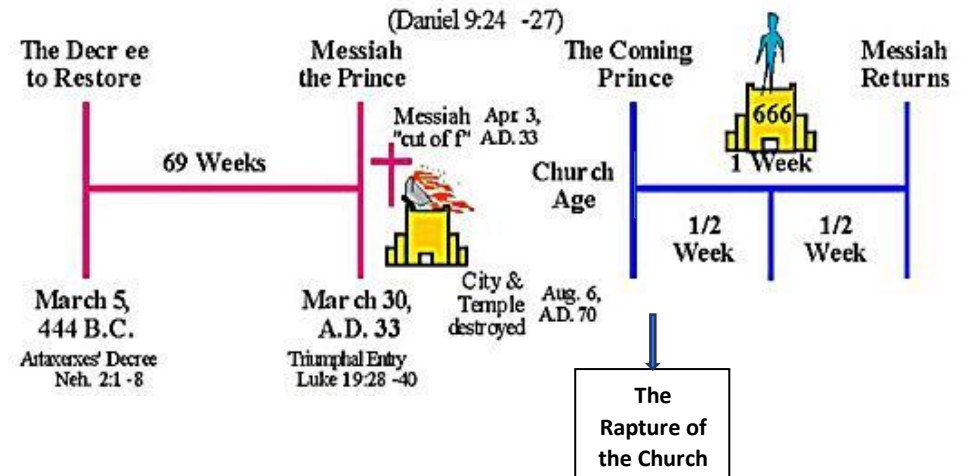 (Daniel 9:24 -27)
The Decr ee
to Restore
Messiah
the Prince
The Coming
Prince
Messiah
Returns
Messiah
"cut of f"
Apr. 3,
A.D. 33
666
69 Weeks
1 Week
Church
Age
1/2
Week
1/2
Week
City &
Temple
destroyed
Aug. 6,
A.D. 70
March 5,
444 B.C.
Artaxerxes' Decree
Neh. 2:1 -8
Mar ch 30,
A.D. 33
Triumphal Entry
Luke 19:28 -40
The
Rapture of
the Church